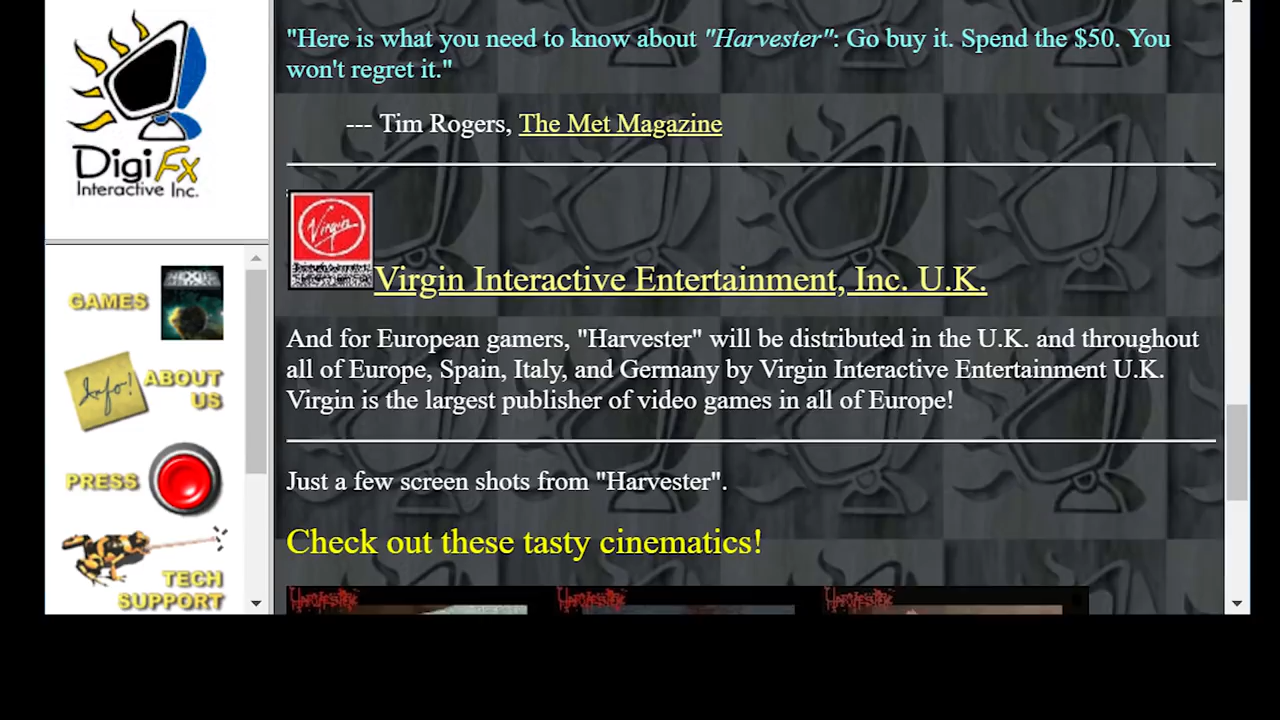 DigiFx
Interactive Inc.
GAMES
Info!
ABOUT
US
PRESS
TECH
SUPPORT
"Here is what you need to know about "Harvester": Go buy it. Spend the $50. You
won't regret it."
--- Tim Rogers, The Met Magazine
Virgin
Virgin Interactive Entertainment, Inc. U.K.
And for European gamers, "Harvester" will be distributed in the U.K. and throughout
all of Europe, Spain, Italy, and Germany by Virgin Interactive Entertainment U.K.
Virgin is the largest publisher of video games in all of Europe!
Just a few screen shots from "Harvester".
Check out these tasty cinematics!
HARVESTER HARVESTER HARVESTER